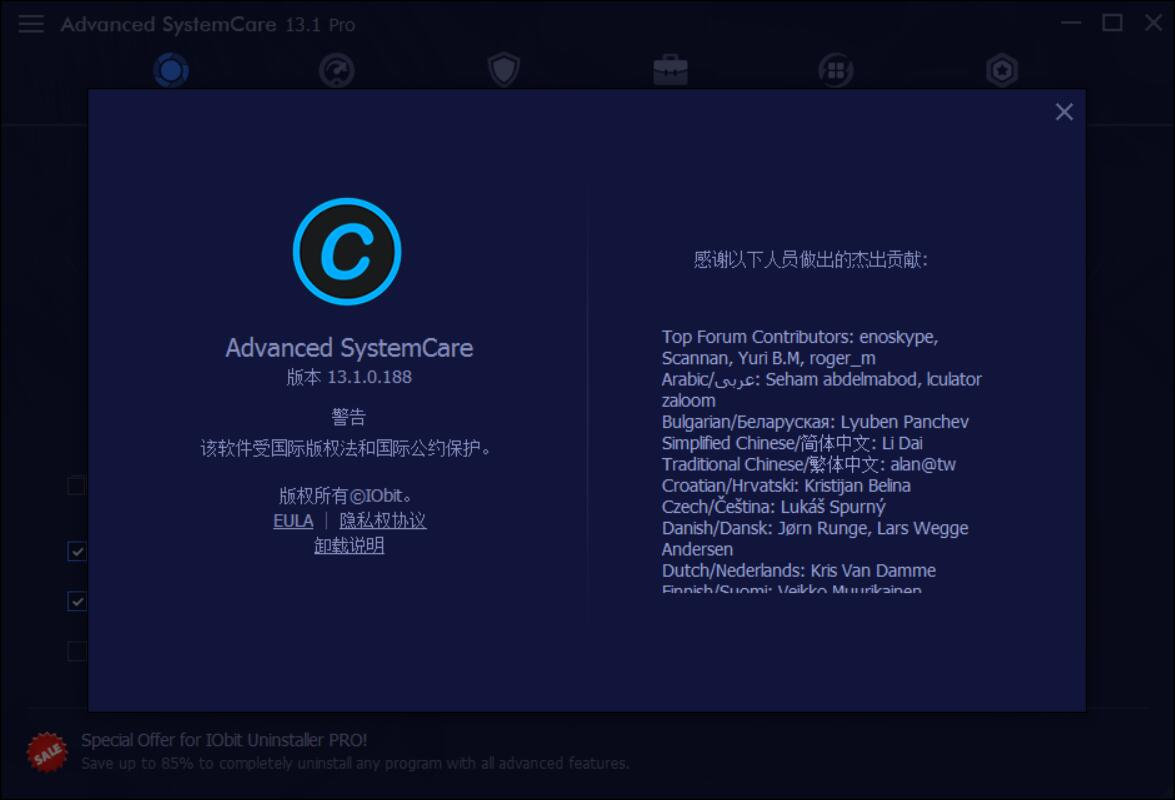 Advanced SystemCare 13.1 Pro
Advanced SystemCare
版本 13.1.0.188
警告
该软件受国际版权法和国际公约保护。
版权所有©IObit。
EULA | 隐私权协议
卸载说明
感谢以下人员做出的杰出贡献:
Top Forum Contributors: enoskype,
Scannan, Yuri B.M, roger_m
Arabic/عربى: Seham abdelmabod, lculator
zaloom
Bulgarian/Беларуская: Lyuben Panchev
Simplified Chinese/简体中文: Li Dai
Traditional Chinese/繁体中文: alan@tw
Croatian/Hrvatski: Kristijan Belina
Czech/Čeština: Lukáš Spurný
Danish/Dansk: Jørn Runge, Lars Wegge
Andersen
Dutch/Nederlands: Kris Van Damme
Finnish/Suomi: Veikko Muurikainen
SALE
Special Offer for IObit Uninstaller PRO!
Save up to 85% to completely uninstall any program with all advanced features.